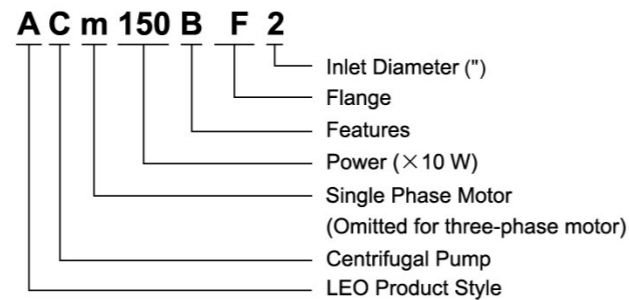 A C m 150 B F 2
Inlet Diameter (")
Flange
Features
Power (×10 W)
Single Phase Motor
(Omitted for three-phase motor)
Centrifugal Pump
LEO Product Style